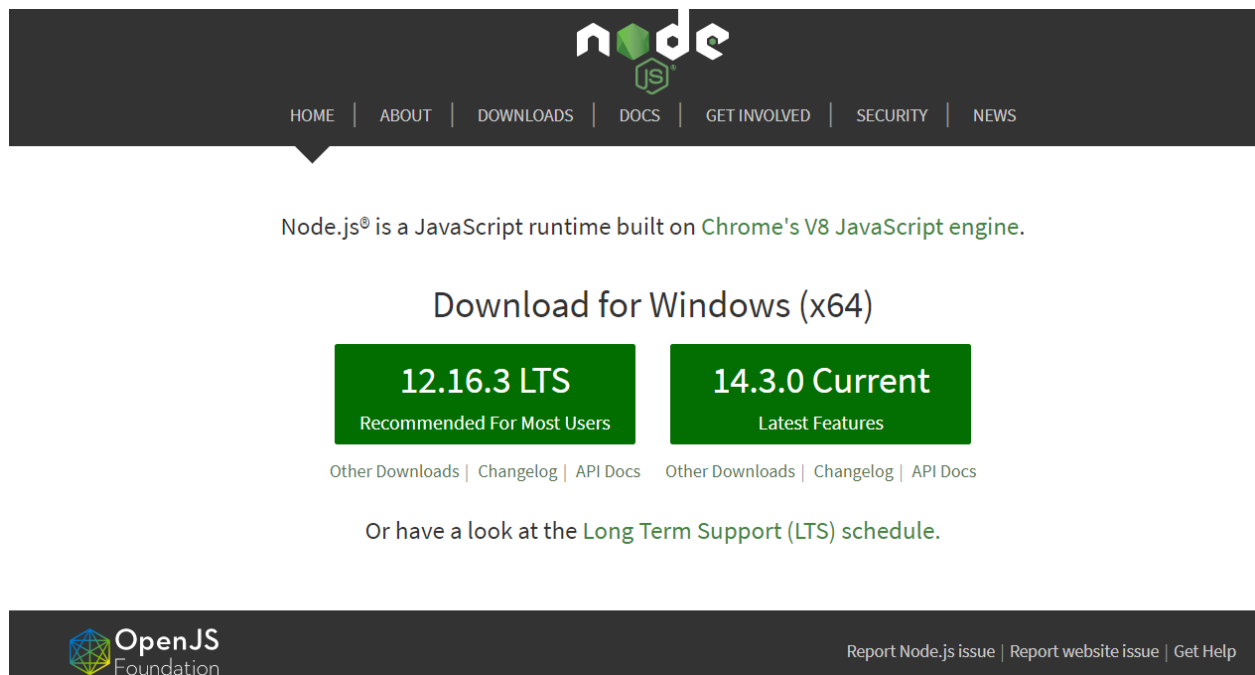 node
JS®
HOME | ABOUT | DOWNLOADS | DOCS | GET INVOLVED | SECURITY | NEWS
Node.js® is a JavaScript runtime built on Chrome's V8 JavaScript engine.
Download for Windows (x64)
12.16.3 LTS
Recommended For Most Users
14.3.0 Current
Latest Features
Other Downloads | Changelog | API Docs
Other Downloads | Changelog | API Docs
Or have a look at the Long Term Support (LTS) schedule.
OpenJS
Foundation
Report Node.js issue | Report website issue | Get Help